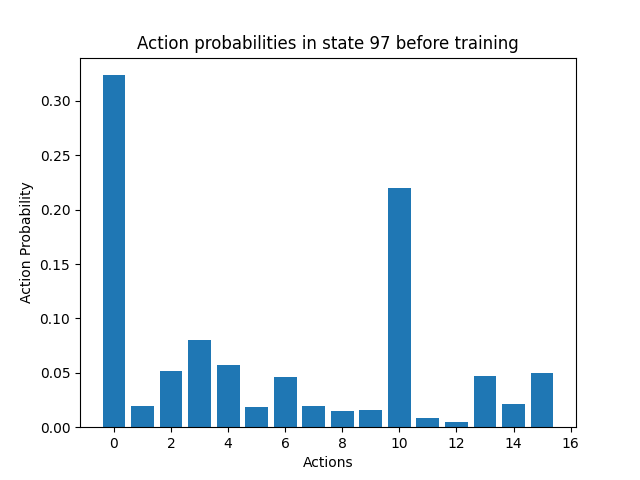 Action probabilities in state 97 before training
0.30
0.25
0.20
0.15
0.10
0.05
0.00
Action Probability
0 2 4 6 8 10 12 14 16
Actions